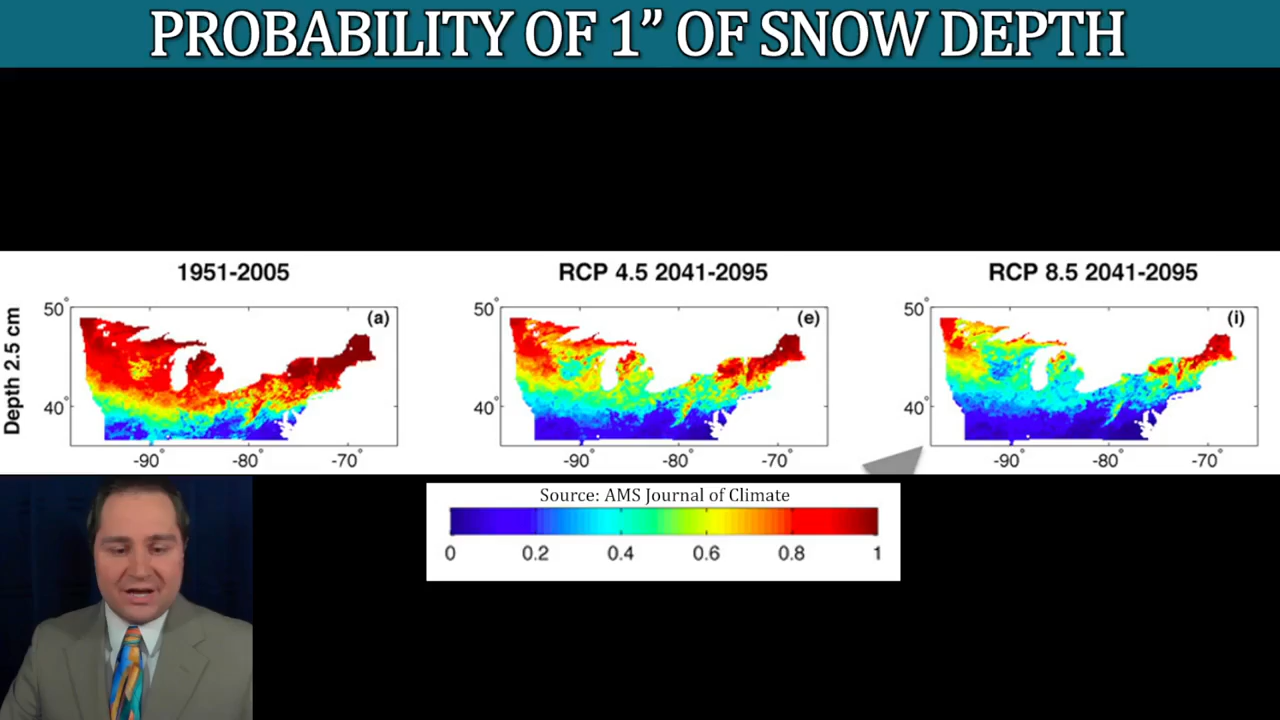 PROBABILITY OF 1” OF SNOW DEPTH
1951-2005
RCP 4.5 2041-2095
RCP 8.5 2041-2095
Depth 2.5 cm
50°
40°
-90
-80
-70
(a)
50°
40°
-90
-80
-70
(e)
50°
40°
-90
-80
-70
(i)
Source: AMS Journal of Climate
0 0.2 0.4 0.6 0.8 1